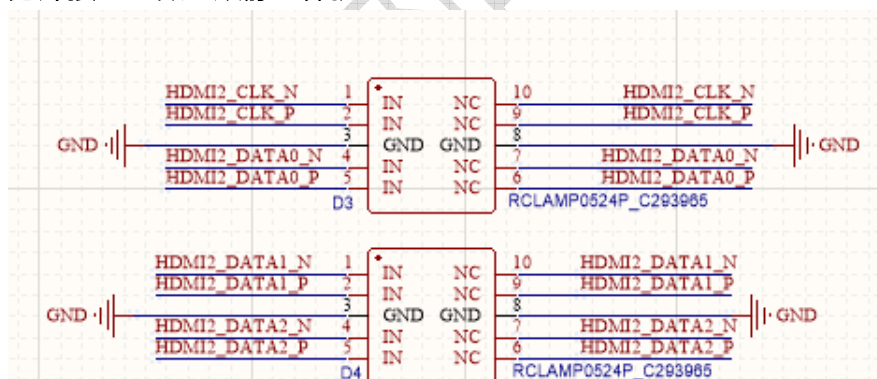 HDMI2_CLK_N 1 IN NC 10 HDMI2_CLK_N
HDMI2_CLK_P 2 IN NC 9 HDMI2_CLK_P
GND 3 GND GND 8 GND
HDMI2_DATA0_N 4 IN NC 7 HDMI2_DATA0_N
HDMI2_DATA0_P 5 IN NC 6 HDMI2_DATA0_P
D3 RCLAMP0524P_C293965
HDMI2_DATA1_N 1 IN NC 10 HDMI2_DATA1_N
HDMI2_DATA1_P 2 IN NC 9 HDMI2_DATA1_P
GND 3 GND GND 8 GND
HDMI2_DATA2_N 4 IN NC 7 HDMI2_DATA2_N
HDMI2_DATA2_P 5 IN NC 6 HDMI2_DATA2_P
D4 RCLAMP0524P_C293965